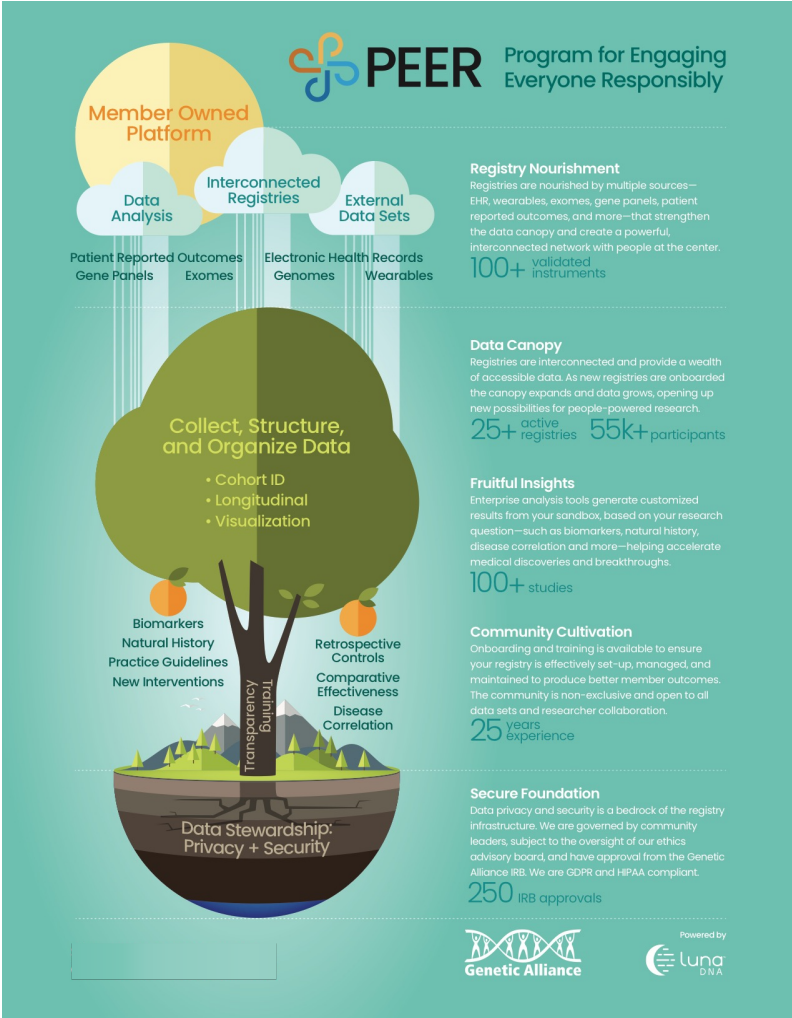 PEER
Program for Engaging
Everyone Responsibly
Member Owned
Platform
Data
Analysis
Interconnected
Registries
External
Data Sets
Patient Reported Outcomes
Electronic Health Records
Gene Panels
Exomes
Genomes
Wearables
Registry Nourishment
Registries are nourished by multiple sources—
EHR, wearables, exomes, gene panels, patient
reported outcomes, and more—that strengthen
the data canopy and create a powerful,
interconnected network with people at the center.
100+ validated
instruments
Collect, Structure,
and Organize Data
• Cohort ID
• Longitudinal
• Visualization
Data Canopy
Registries are interconnected and provide a wealth
of accessible data. As new registries are onboarded
the canopy expands and data grows, opening up
new possibilities for people-powered research.
25+ active
registries
55k+ participants
Fruitful Insights
Enterprise analysis tools generate customized
results from your sandbox, based on your research
question—such as biomarkers, natural history,
disease correlation and more—helping accelerate
medical discoveries and breakthroughs.
100+ studies
Biomarkers
Natural History
Practice Guidelines
New Interventions
Retrospective
Controls
Comparative
Effectiveness
Disease
Correlation
Transparency
Training
Community Cultivation
Onboarding and training is available to ensure
your registry is effectively set-up, managed, and
maintained to produce better member outcomes.
The community is non-exclusive and open to all
data sets and researcher collaboration.
25 years
experience
Data Stewardship:
Privacy + Security
Secure Foundation
Data privacy and security is a bedrock of the registry
infrastructure. We are governed by community
leaders, subject to the oversight of our ethics
advisory board, and have approval from the Genetic
Alliance IRB. We are GDPR and HIPAA compliant.
250 IRB approvals
Genetic Alliance
Powered by
Luna
DNA